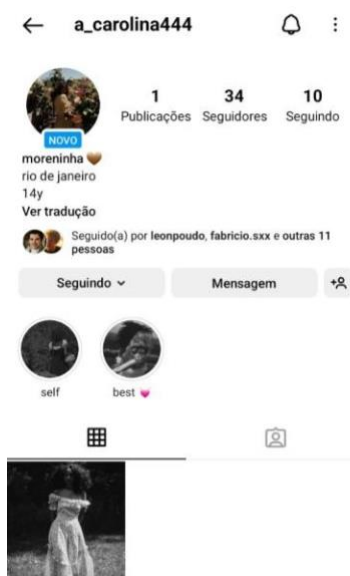 a_carolina444
1 34 10
Publicações Seguidores Seguindo
NOVO
moreninha 🤎
rio de janeiro
14y
Ver tradução
Seguido(a) por leonpoudo, fabricio.sxx e outras 11
pessoas
Seguindo Mensagem
self best 💗